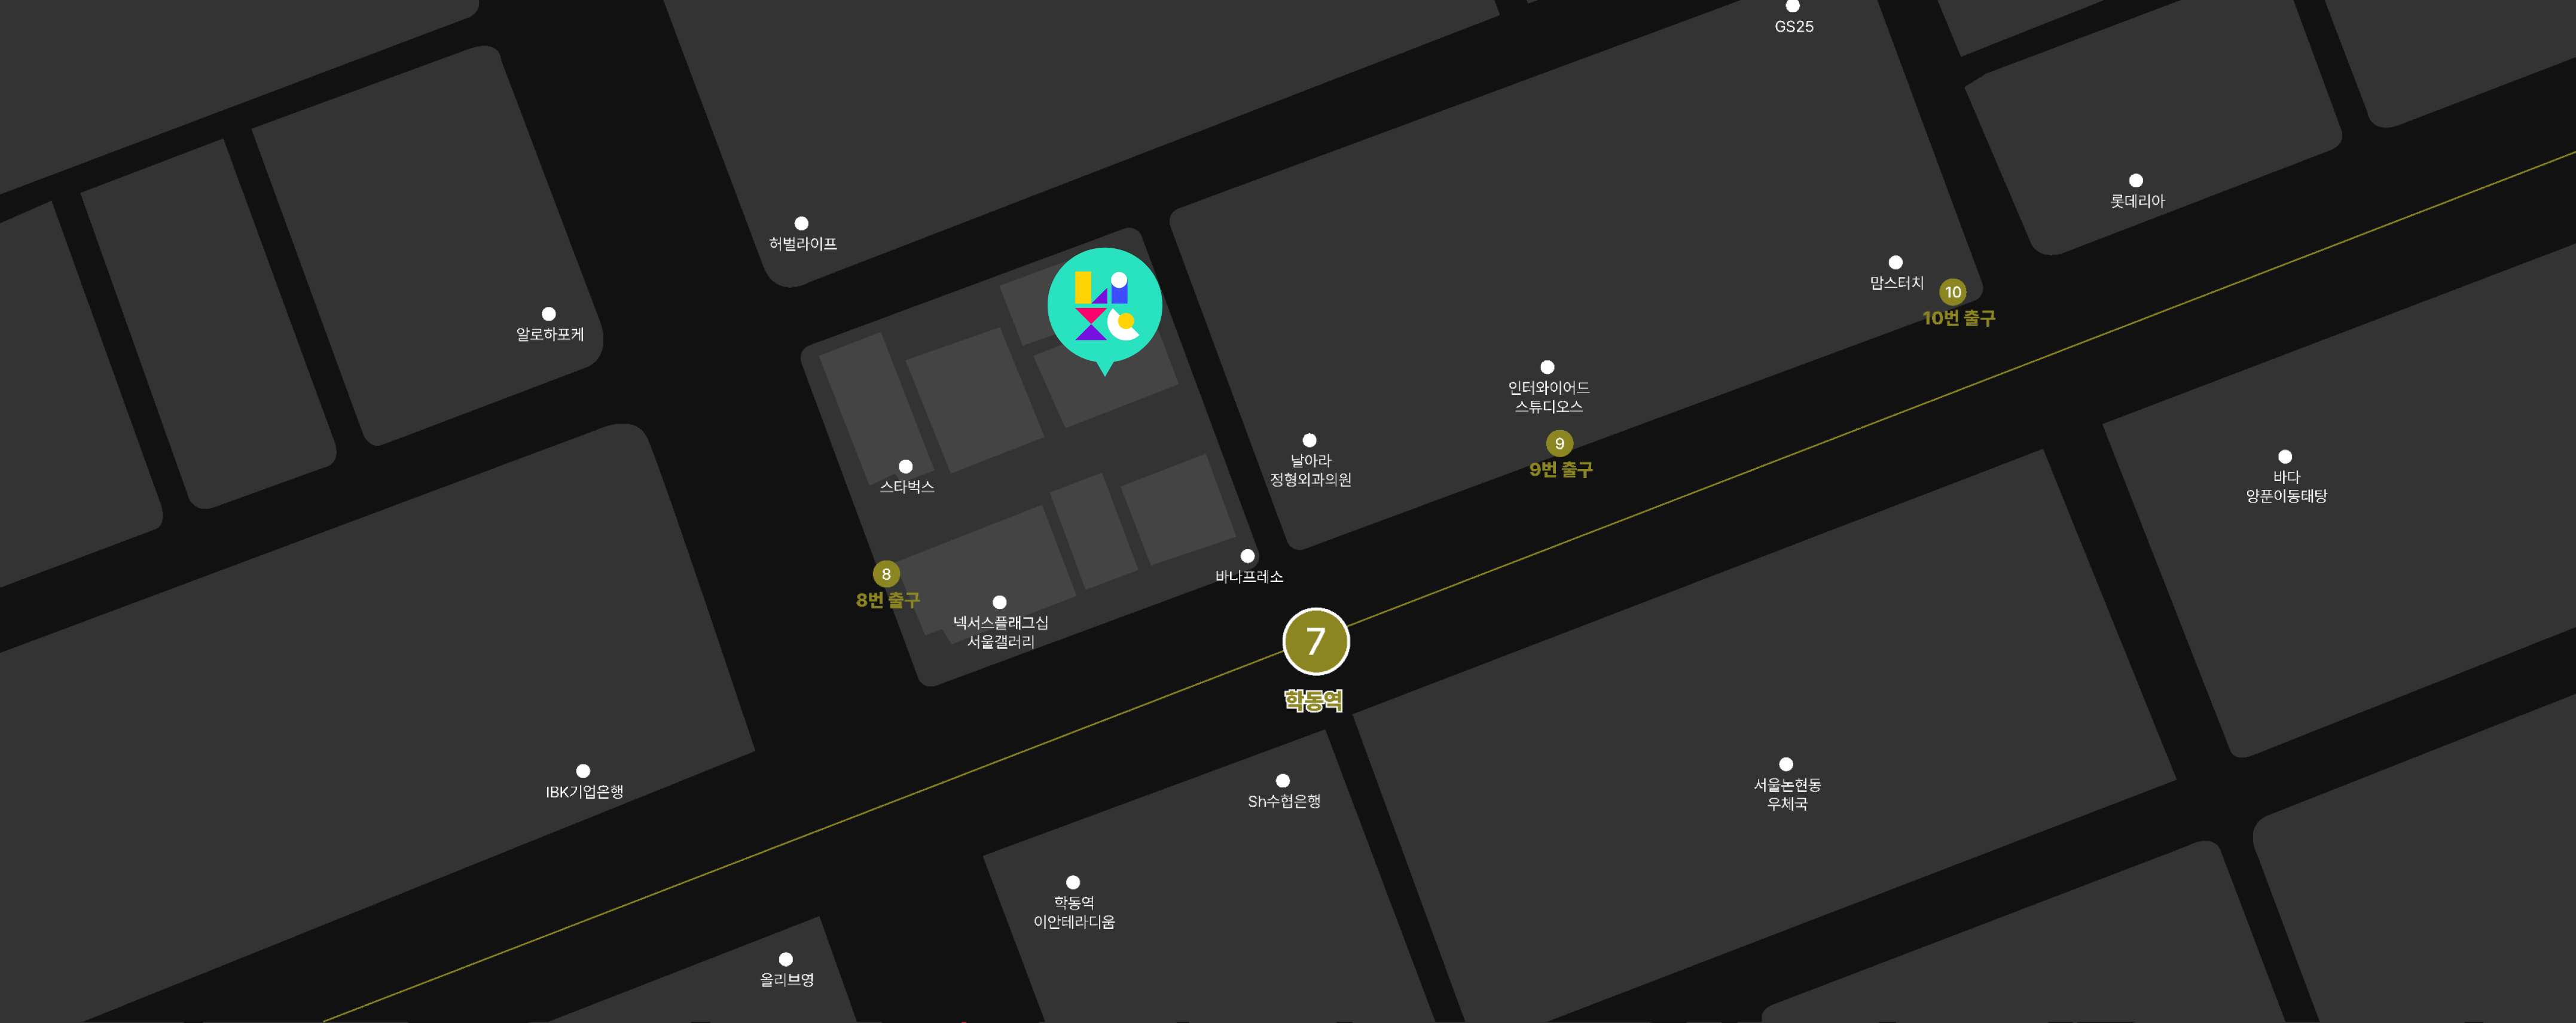 GS25
롯데리아
허벌라이프
맘스터치
10
10번 출구
알로하포케
인터와이어드
스튜디오스
9
9번 출구
날아라
정형외과의원
스타벅스
바다
양푼이동태탕
8
8번 출구
바나프레소
넥서스플래그십
서울갤러리
7
학동역
IBK기업은행
Sh수협은행
서울논현동
우체국
학동역
이안테라디움
올리브영